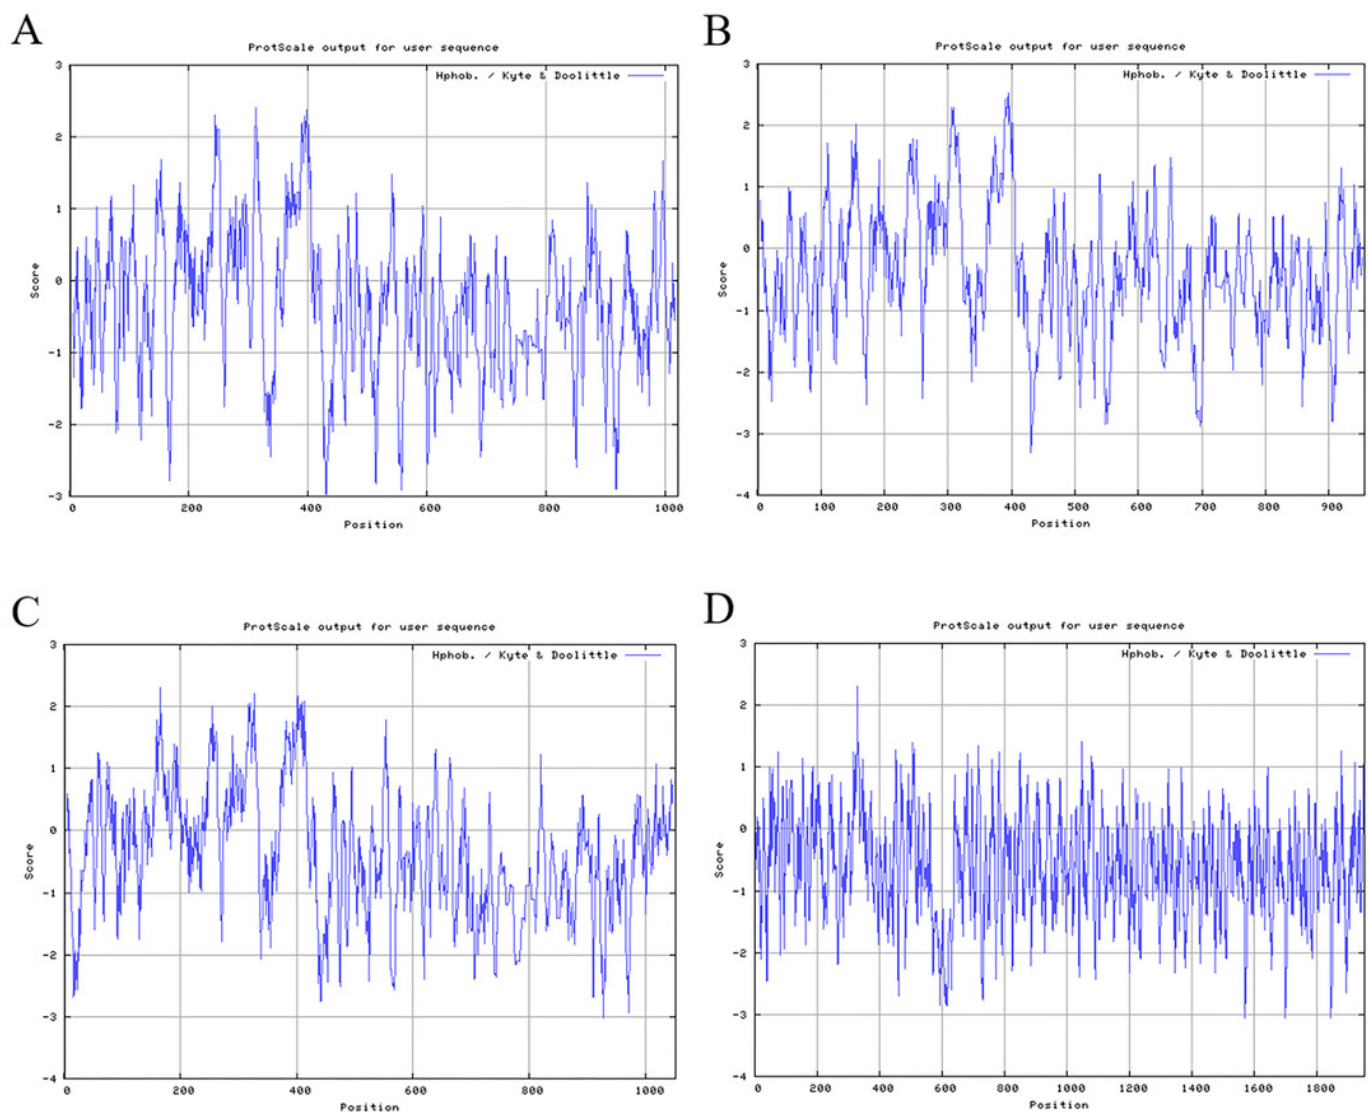 A
ProtScale output for user sequence
Hphob. / Kyte & Doolittle
3
2
1
0
-1
-2
-3
Score
0 200 400 600 800 1000
Position
B
ProtScale output for user sequence
Hphob. / Kyte & Doolittle
3
2
1
0
-1
-2
-3
-4
Score
0 100 200 300 400 500 600 700 800 900
Position
C
ProtScale output for user sequence
Hphob. / Kyte & Doolittle
3
2
1
0
-1
-2
-3
-4
Score
0 200 400 600 800 1000
Position
D
ProtScale output for user sequence
Hphob. / Kyte & Doolittle
3
2
1
0
-1
-2
-3
-4
Score
0 200 400 600 800 1000 1200 1400 1600 1800
Position